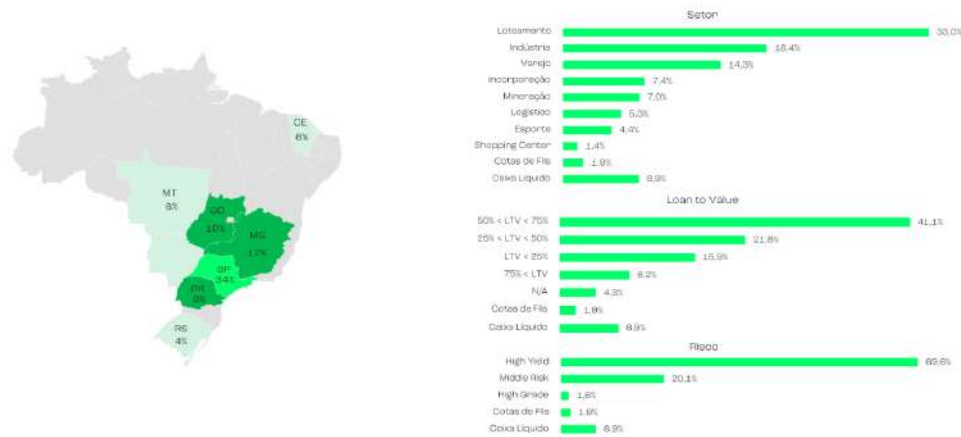 Setor
Loteamento 33,0%
Indústria 18,4%
Varejo 14,3%
Incorporação 7,4%
Mineração 7,0%
Logístico 5,3%
Esporte 4,4%
Shopping Center 1,4%
Cotas de FIIs 1,9%
Caixa Líquido 6,9%
CE
6%
MT
6%
GO
10%
MG
17%
SP
34%
PR
RS
4%
Loan to Value
50% < LTV < 75% 41,1%
25% < LTV < 50% 21,8%
LTV < 25% 15,9%
75% < LTV 8,2%
N/A 4,3%
Cotas de FIIs 1,9%
Caixa Líquido 6,9%
Risco
High Yield 69,6%
Middle Risk 20,1%
High Grade 1,6%
Cotas de FIIs 1,9%
Caixa Líquido 6,9%